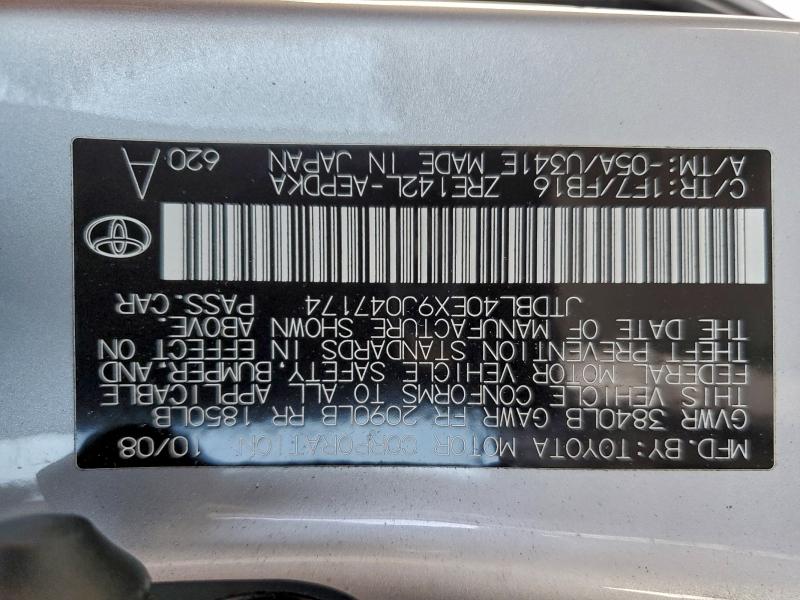 MFD.BY:TOYOTA MOTOR CORPORATION 10/08
GVWR 3840LB GAWR FR 2090LB RR 1850LB
THIS VEHICLE CONFORMS TO ALL APPLICABLE
FEDERAL MOTOR VEHICLE SAFETY, BUMPER, AND
THEFT PREVENTION STANDARDS IN EFFECT ON
THE DATE OF MANUFACTURE SHOWN ABOVE.
JTDBL40EX9J047174 PASS.CAR
C/TR:1F7/FB16 ZRE142L-AEPDKA A
A/TM:-05A/U341E MADE IN JAPAN 620